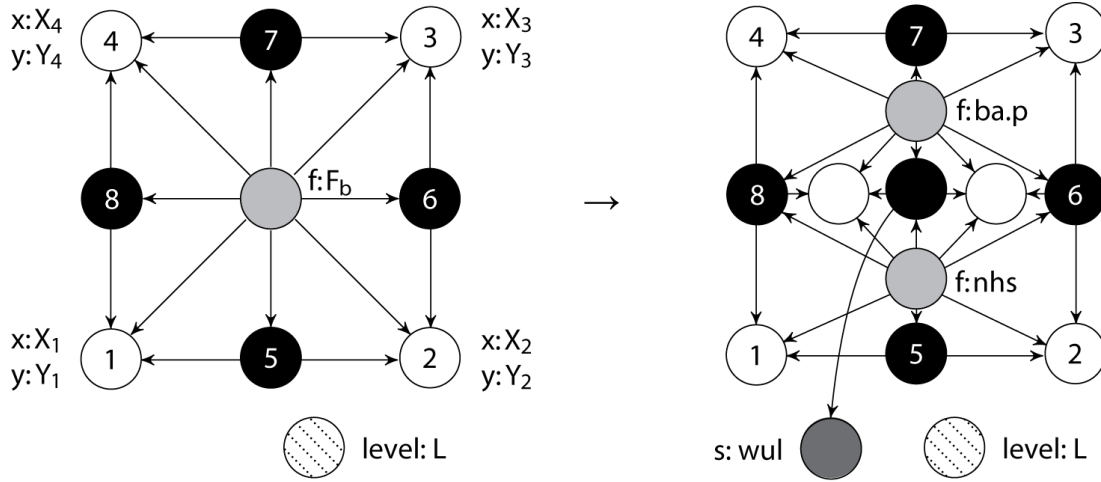 x: X₄ 4 7 3 x: X₃
y: Y₄ y: Y₃
8 f: F_b 6
x: X₁ 1 5 2 x: X₂
y: Y₁ y: Y₂
level: L
→
4 7 3
f: ba.p
8 6
f: nhs
1 5 2
s: wul level: L